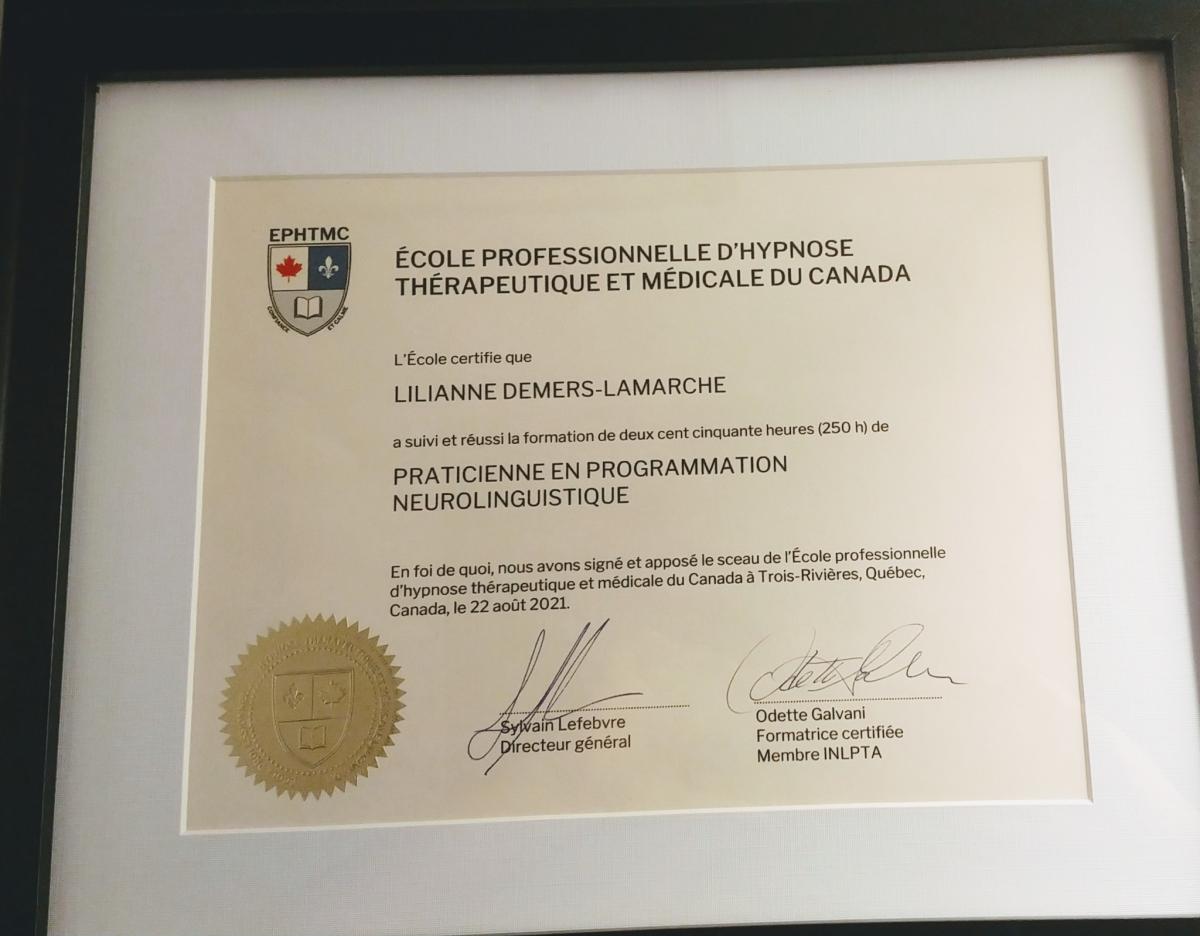 EPHTMC
CONFIANCE
ET CALME
ÉCOLE PROFESSIONNELLE D'HYPNOSE
THÉRAPEUTIQUE ET MÉDICALE DU CANADA
L'École certifie que
LILIANNE DEMERS-LAMARCHE
a suivi et réussi la formation de deux cent cinquante heures (250 h) de
PRATICIENNE EN PROGRAMMATION
NEUROLINGUISTIQUE
En foi de quoi, nous avons signé et apposé le sceau de l'École professionnelle
d'hypnose thérapeutique et médicale du Canada à Trois-Rivières, Québec,
Canada, le 22 août 2021.
Sylvain Lefebvre
Directeur général
Odette Galvani
Formatrice certifiée
Membre INLPTA